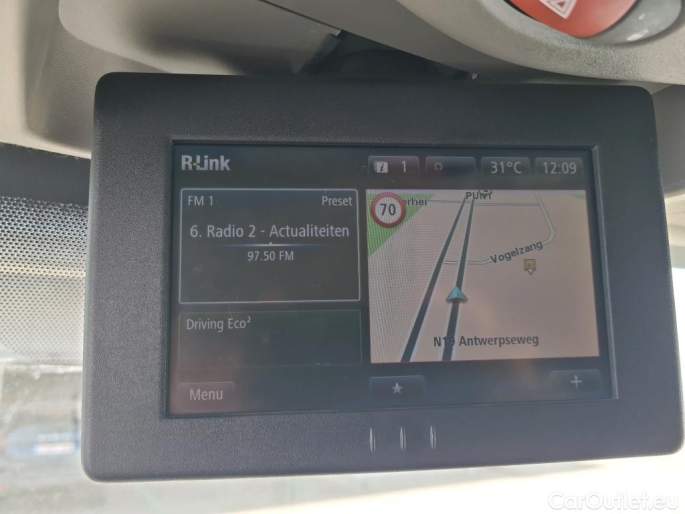 R-Link
1
31°C
12:09
FM 1 Preset
6. Radio 2 - Actualiteiten
97.50 FM
70
Vogelzang
Driving Eco²
Antwerpseweg
Menu
+
CarOutlet.eu